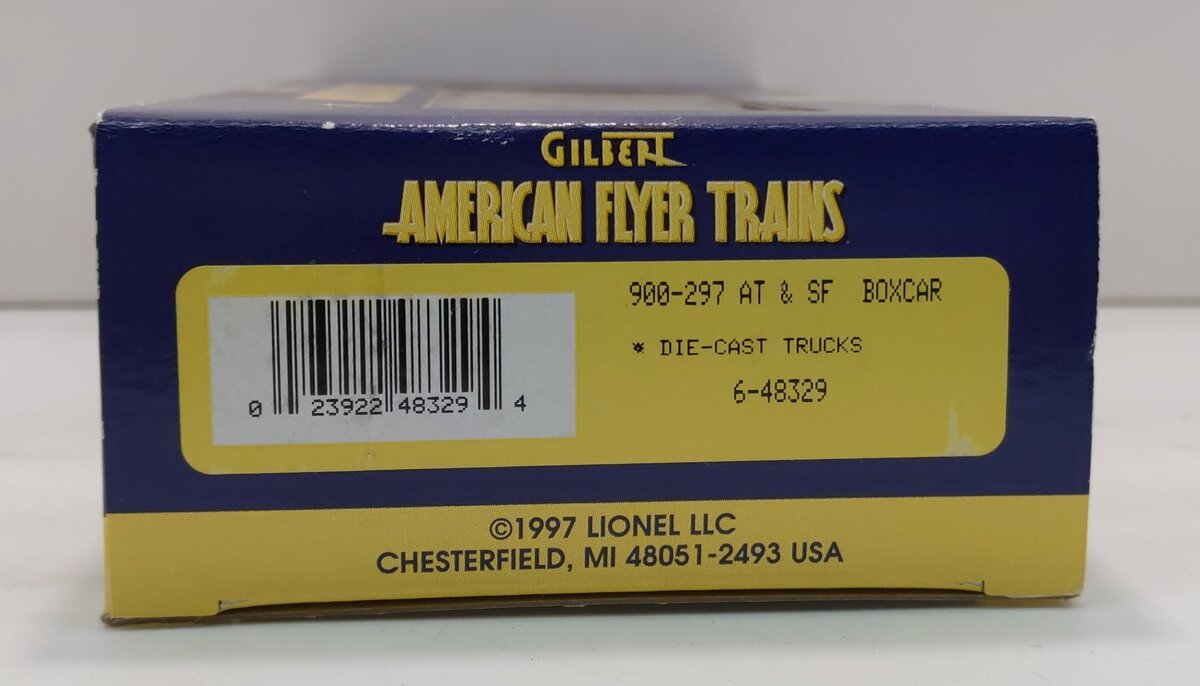 GILBERT
AMERICAN FLYER TRAINS
900-297 AT & SF BOXCAR
* DIE-CAST TRUCKS
6-48329
0 23922 48329 4
©1997 LIONEL LLC
CHESTERFIELD, MI 48051-2493 USA